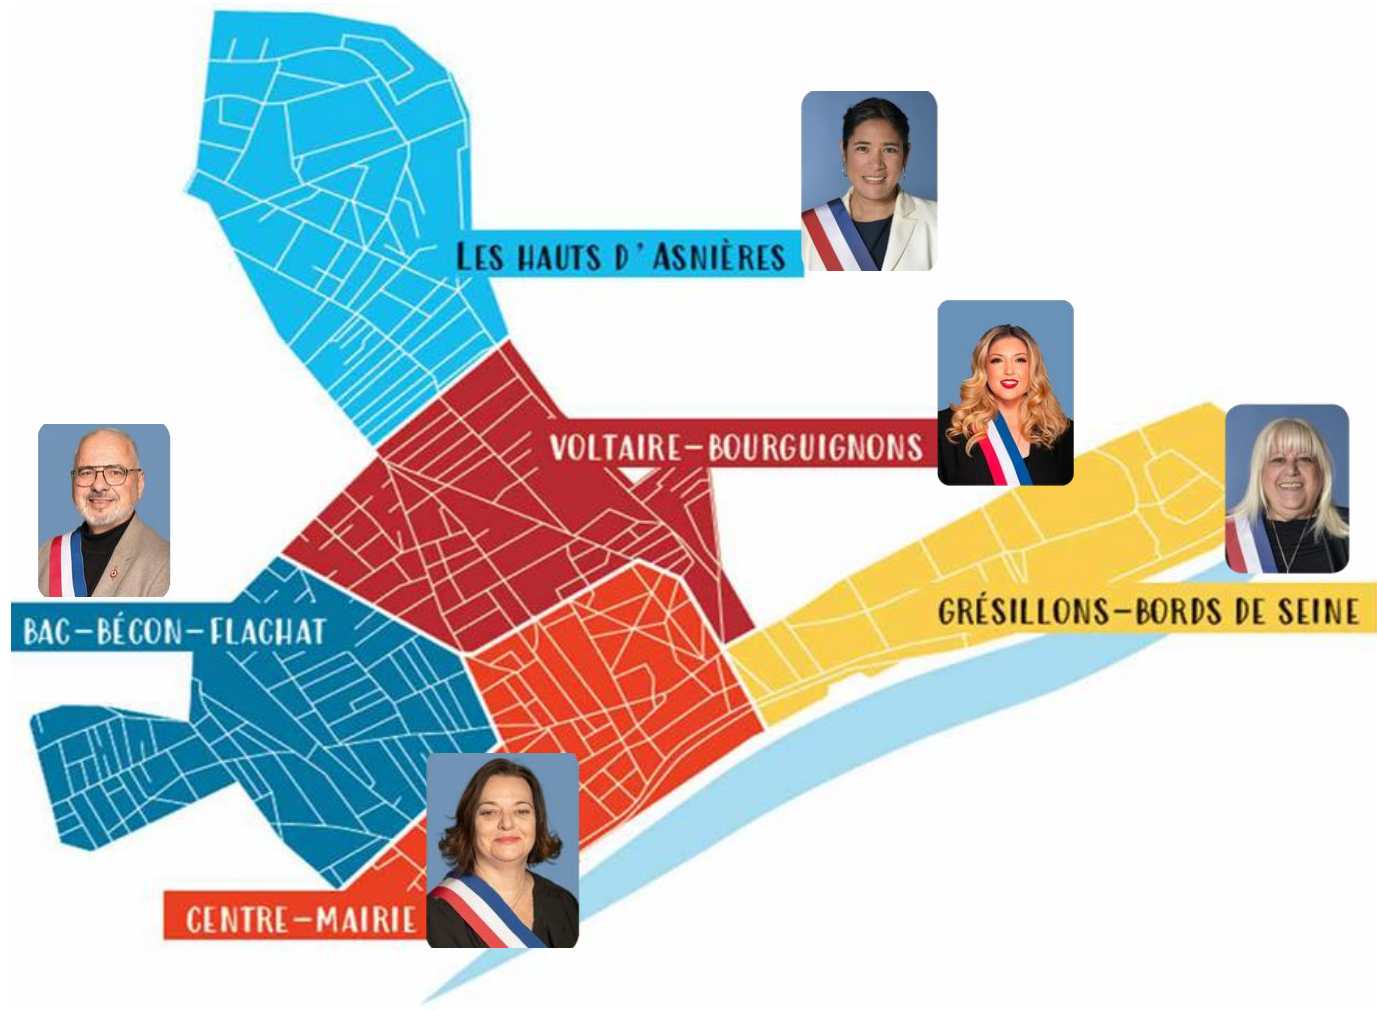 LES HAUTS D'ASNIÈRES
VOLTAIRE-BOURGUIGNONS
GRÉSILLONS-BORDS DE SEINE
BAC-BÉCON-FLACHAT
CENTRE-MAIRIE